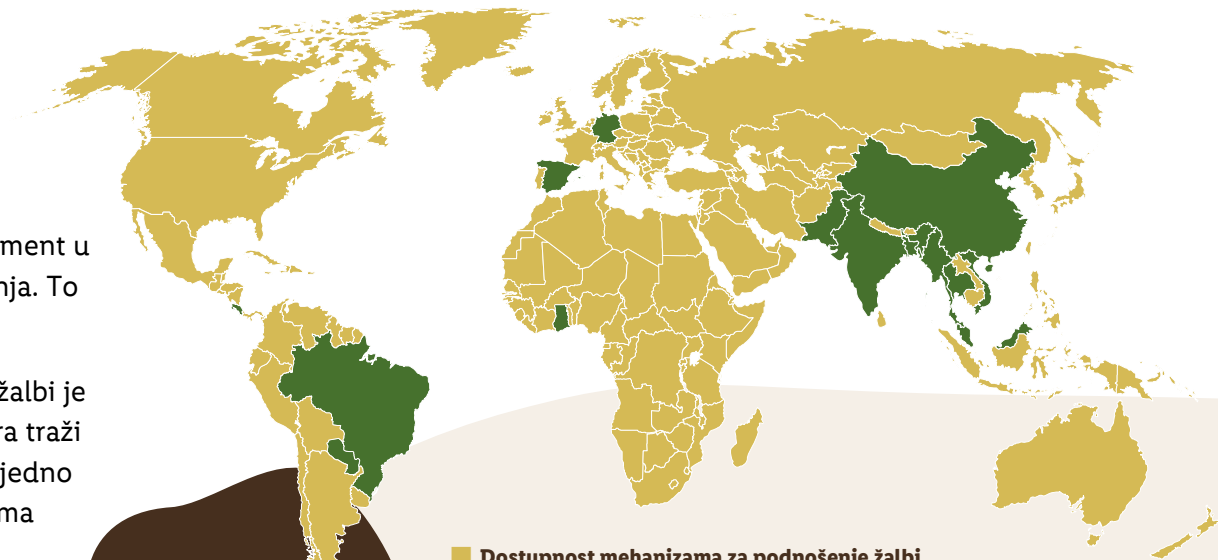 ment u
nja. To
žalbi je
ra traži
jedno
ma
Dostupnost mehanizama za podnošenje žalbi